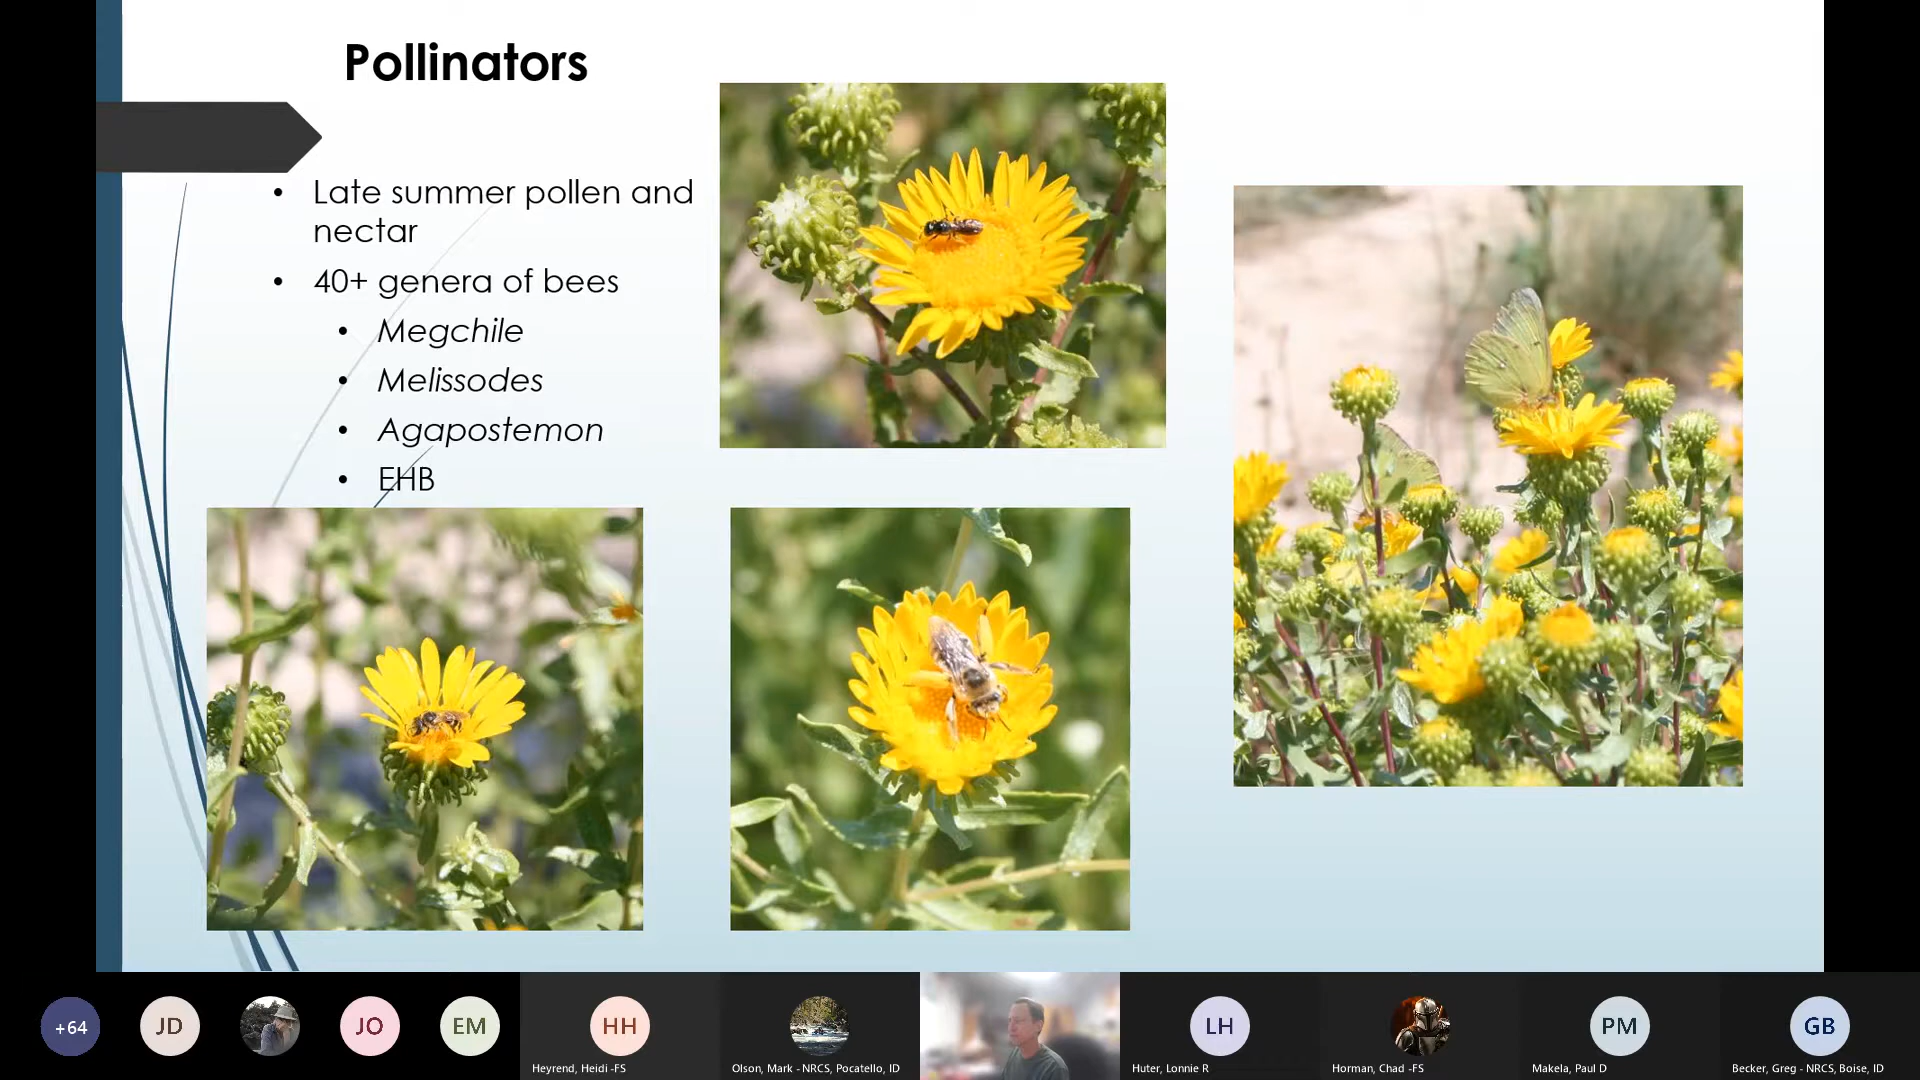 Pollinators
• Late summer pollen and
nectar
• 40+ genera of bees
• Megchile
• Melissodes
• Agapostemon
• EHB
+64
JD
JO
EM
HH
LH
PM
GB
Heyrend, Heidi -FS
Olson, Mark - NRCS, Pocatello, ID
Huter, Lonnie R
Horman, Chad -FS
Makela, Paul D
Becker, Greg - NRCS, Boise, ID